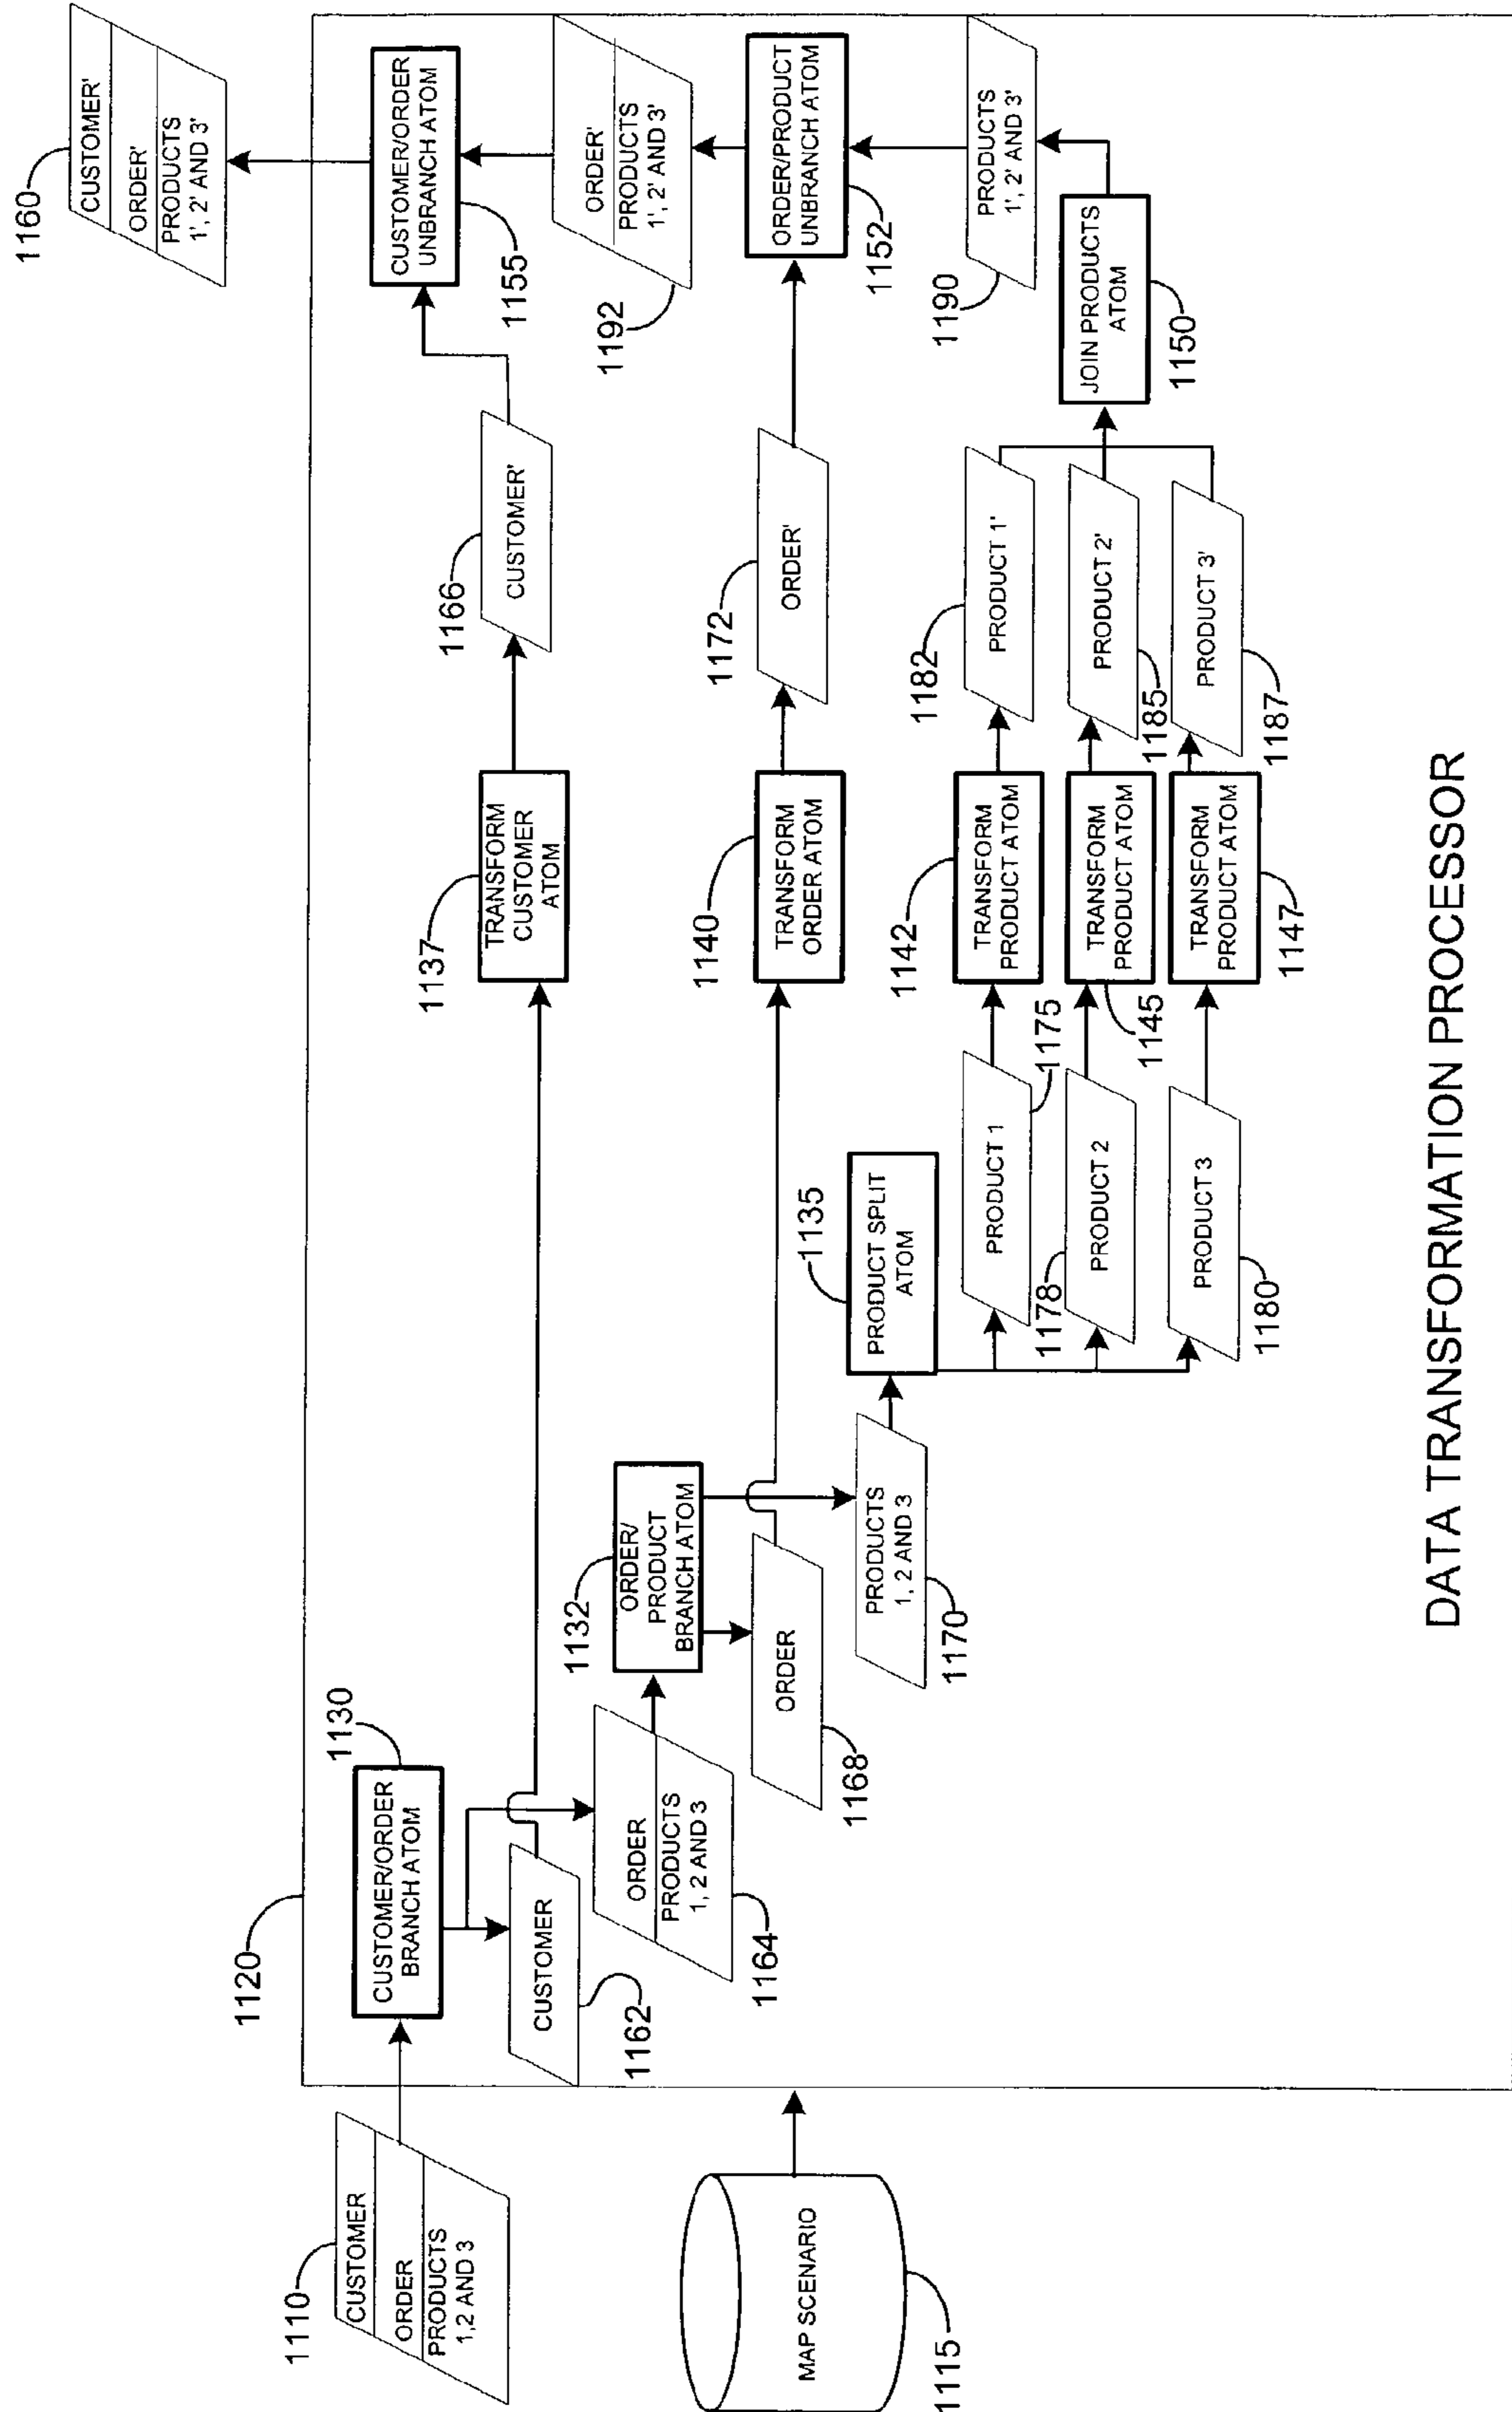 1110
CUSTOMER
ORDER
PRODUCTS
1,2 AND 3
MAP SCENARIO
1115
1120
CUSTOMER/ORDER
BRANCH ATOM
1130
CUSTOMER
1162
ORDER
PRODUCTS
1, 2 AND 3
1164
1132
ORDER/
PRODUCT
BRANCH ATOM
ORDER
1168
PRODUCTS
1, 2 AND 3
1170
1135
PRODUCT SPLIT
ATOM
PRODUCT 1
1175
1178
PRODUCT 2
PRODUCT 3
1180
1137
TRANSFORM
CUSTOMER
ATOM
1140
TRANSFORM
ORDER ATOM
1142
TRANSFORM
PRODUCT ATOM
TRANSFORM
PRODUCT ATOM
1145
TRANSFORM
PRODUCT ATOM
1147
1166
CUSTOMER'
1172
ORDER'
1182
PRODUCT 1'
PRODUCT 2'
1185
PRODUCT 3'
1187
JOIN PRODUCTS
ATOM
1150
PRODUCTS
1', 2' AND 3'
1190
ORDER/PRODUCT
UNBRANCH ATOM
1152
ORDER'
PRODUCTS
1', 2' AND 3'
1192
CUSTOMER/ORDER
UNBRANCH ATOM
1155
1160
CUSTOMER'
ORDER'
PRODUCTS
1', 2' AND 3'
DATA TRANSFORMATION PROCESSOR